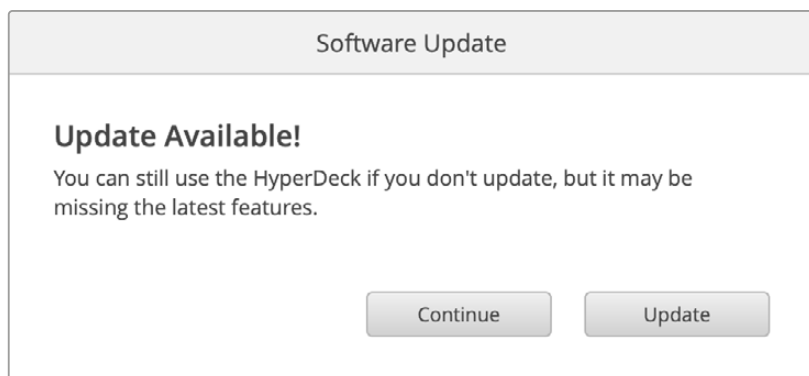 Software Update
Update Available!
You can still use the HyperDeck if you don't update, but it may be
missing the latest features.
Continue
Update